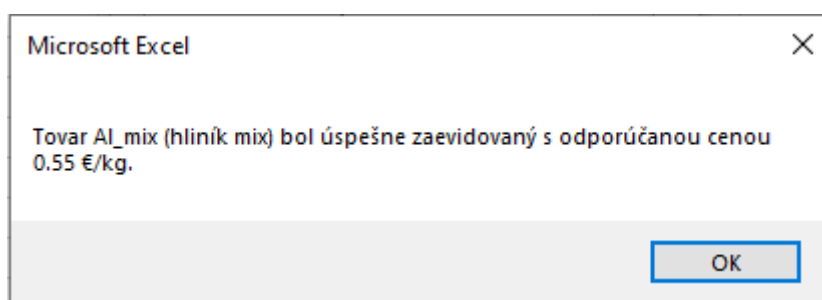 Microsoft Excel
Tovar Al_mix (hliník mix) bol úspešne zaevidovaný s odporúčanou cenou
0.55 €/kg.
OK